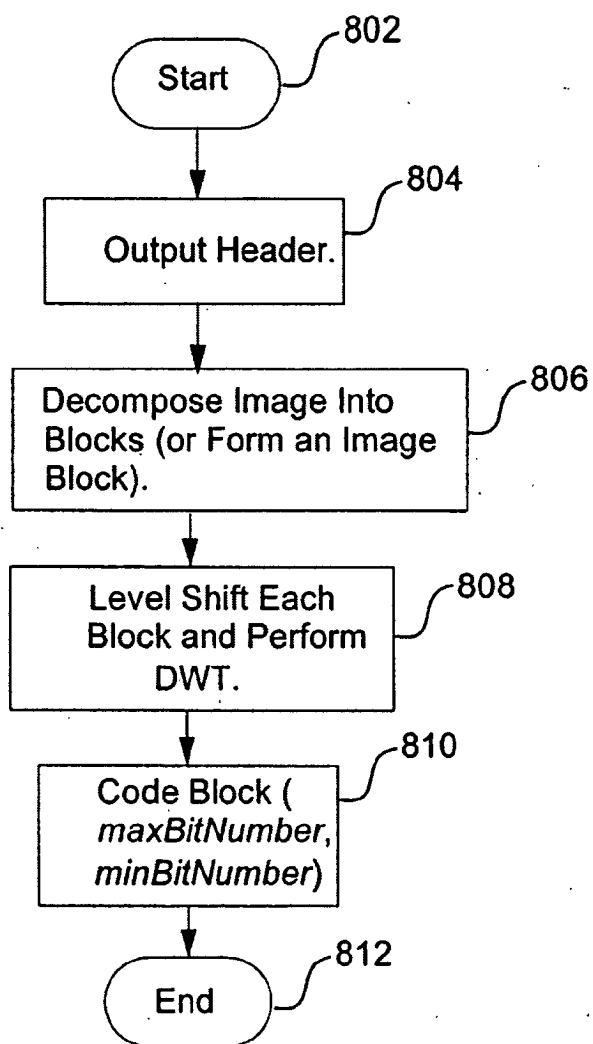 802
Start
804
Output Header.
806
Decompose Image Into
Blocks (or Form an Image
Block).
808
Level Shift Each
Block and Perform
DWT.
810
Code Block (
maxBitNumber,
minBitNumber)
812
End